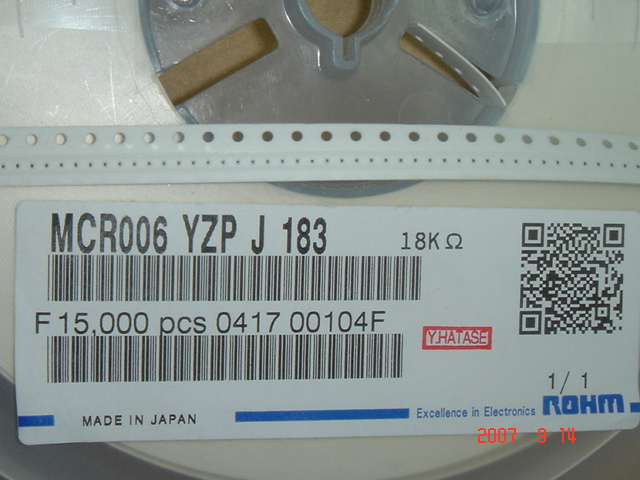 MCR006 YZP J 183
18KΩ
F 15,000 pcs 0417 00104F
Y.HATASE
1/ 1
MADE IN JAPAN
Excellence in Electronics
ROHM
2007 9 14